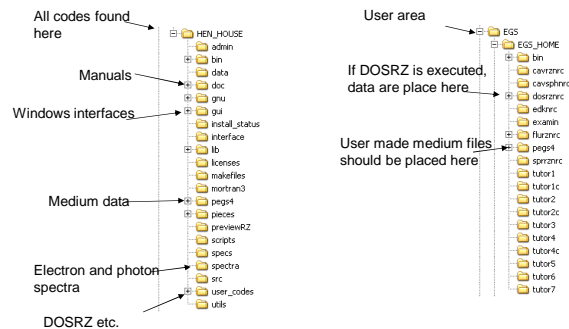 All codes found
here
HEN_HOUSE
admin
bin
data
Manuals
doc
gnu
Windows interfaces
gui
install_status
interface
lib
licenses
makefiles
mortran3
Medium data
pegs4
pieces
previewRZ
scripts
specs
Electron and photon
spectra
spectra
src
user_codes
DOSRZ etc.
utils
User area
EGS
EGS_HOME
bin
cavrznrc
cavsphnrc
If DOSRZ is executed,
data are place here
dosrznrc
edknrc
examin
flurznrc
User made medium files
should be placed here
pegs4
sprrznrc
tutor1
tutor1c
tutor2
tutor2c
tutor3
tutor4
tutor4c
tutor5
tutor6
tutor7